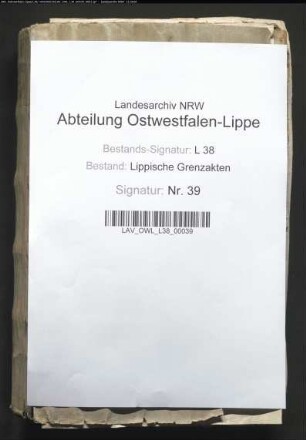 Landesarchiv NRW
Abteilung Ostwestfalen-Lippe
Bestands-Signatur: L 38
Bestand: Lippische Grenzakten
Signatur: Nr. 39
LAV_OWL_L38_00039